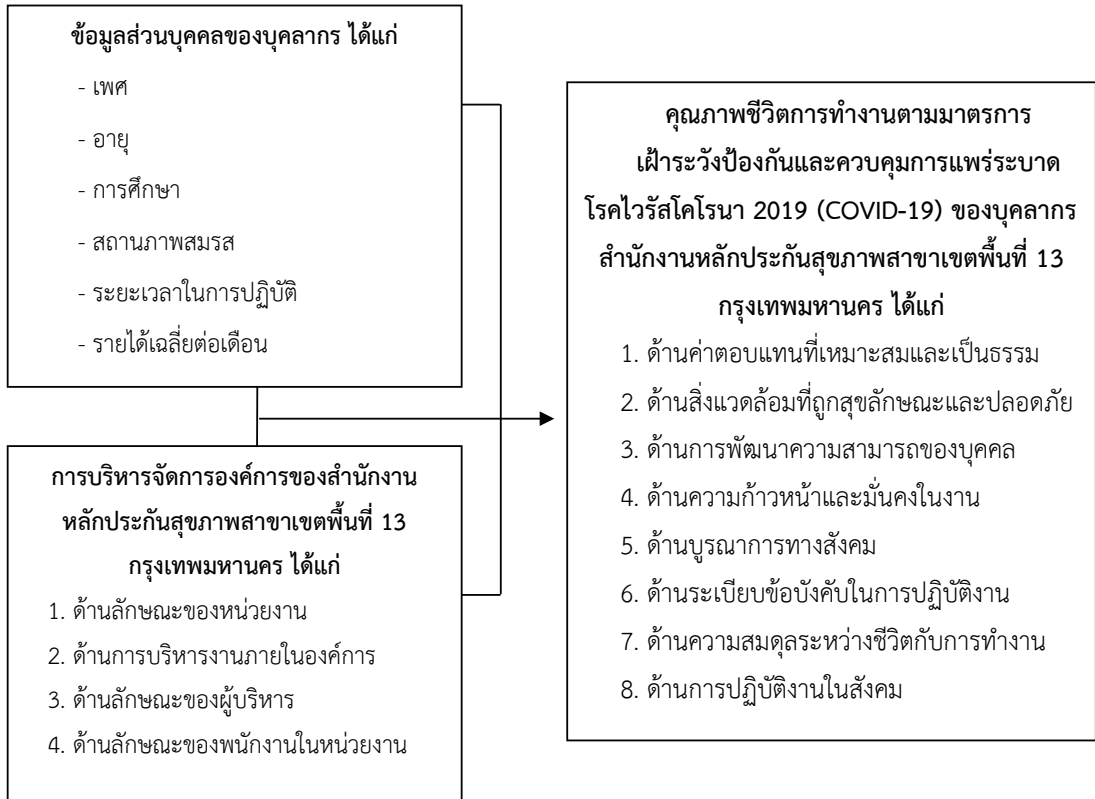 ข้อมูลส่วนบุคคลของบุคลากร ได้แก่
- เพศ
- อายุ
- การศึกษา
- สถานภาพสมรส
- ระยะเวลาในการปฏิบัติ
- รายได้เฉลี่ยต่อเดือน
การบริหารจัดการองค์การของสำนักงาน
หลักประกันสุขภาพสาขาเขตพื้นที่ 13
กรุงเทพมหานคร ได้แก่
1. ด้านลักษณะของหน่วยงาน
2. ด้านการบริหารงานภายในองค์การ
3. ด้านลักษณะของผู้บริหาร
4. ด้านลักษณะของพนักงานในหน่วยงาน
คุณภาพชีวิตการทำงานตามมาตรการ
เฝ้าระวังป้องกันและควบคุมการแพร่ระบาด
โรคไวรัสโคโรนา 2019 (COVID-19) ของบุคลากร
สำนักงานหลักประกันสุขภาพสาขาเขตพื้นที่ 13
กรุงเทพมหานคร ได้แก่
1. ด้านค่าตอบแทนที่เหมาะสมและเป็นธรรม
2. ด้านสิ่งแวดล้อมที่ถูกสุขลักษณะและปลอดภัย
3. ด้านการพัฒนาความสามารถของบุคคล
4. ด้านความก้าวหน้าและมั่นคงในงาน
5. ด้านบูรณาการทางสังคม
6. ด้านระเบียบข้อบังคับในการปฏิบัติงาน
7. ด้านความสมดุลระหว่างชีวิตกับการทำงาน
8. ด้านการปฏิบัติงานในสังคม